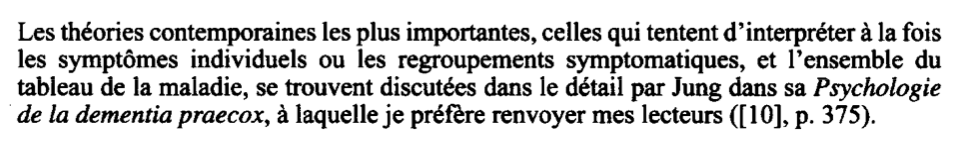 Les théories contemporaines les plus importantes, celles qui tentent d'interpréter à la fois
les symptômes individuels ou les regroupements symptomatiques, et l'ensemble du
tableau de la maladie, se trouvent discutées dans le détail par Jung dans sa Psychologie
de la dementia praecox, à laquelle je préfère renvoyer mes lecteurs ([10], p. 375).